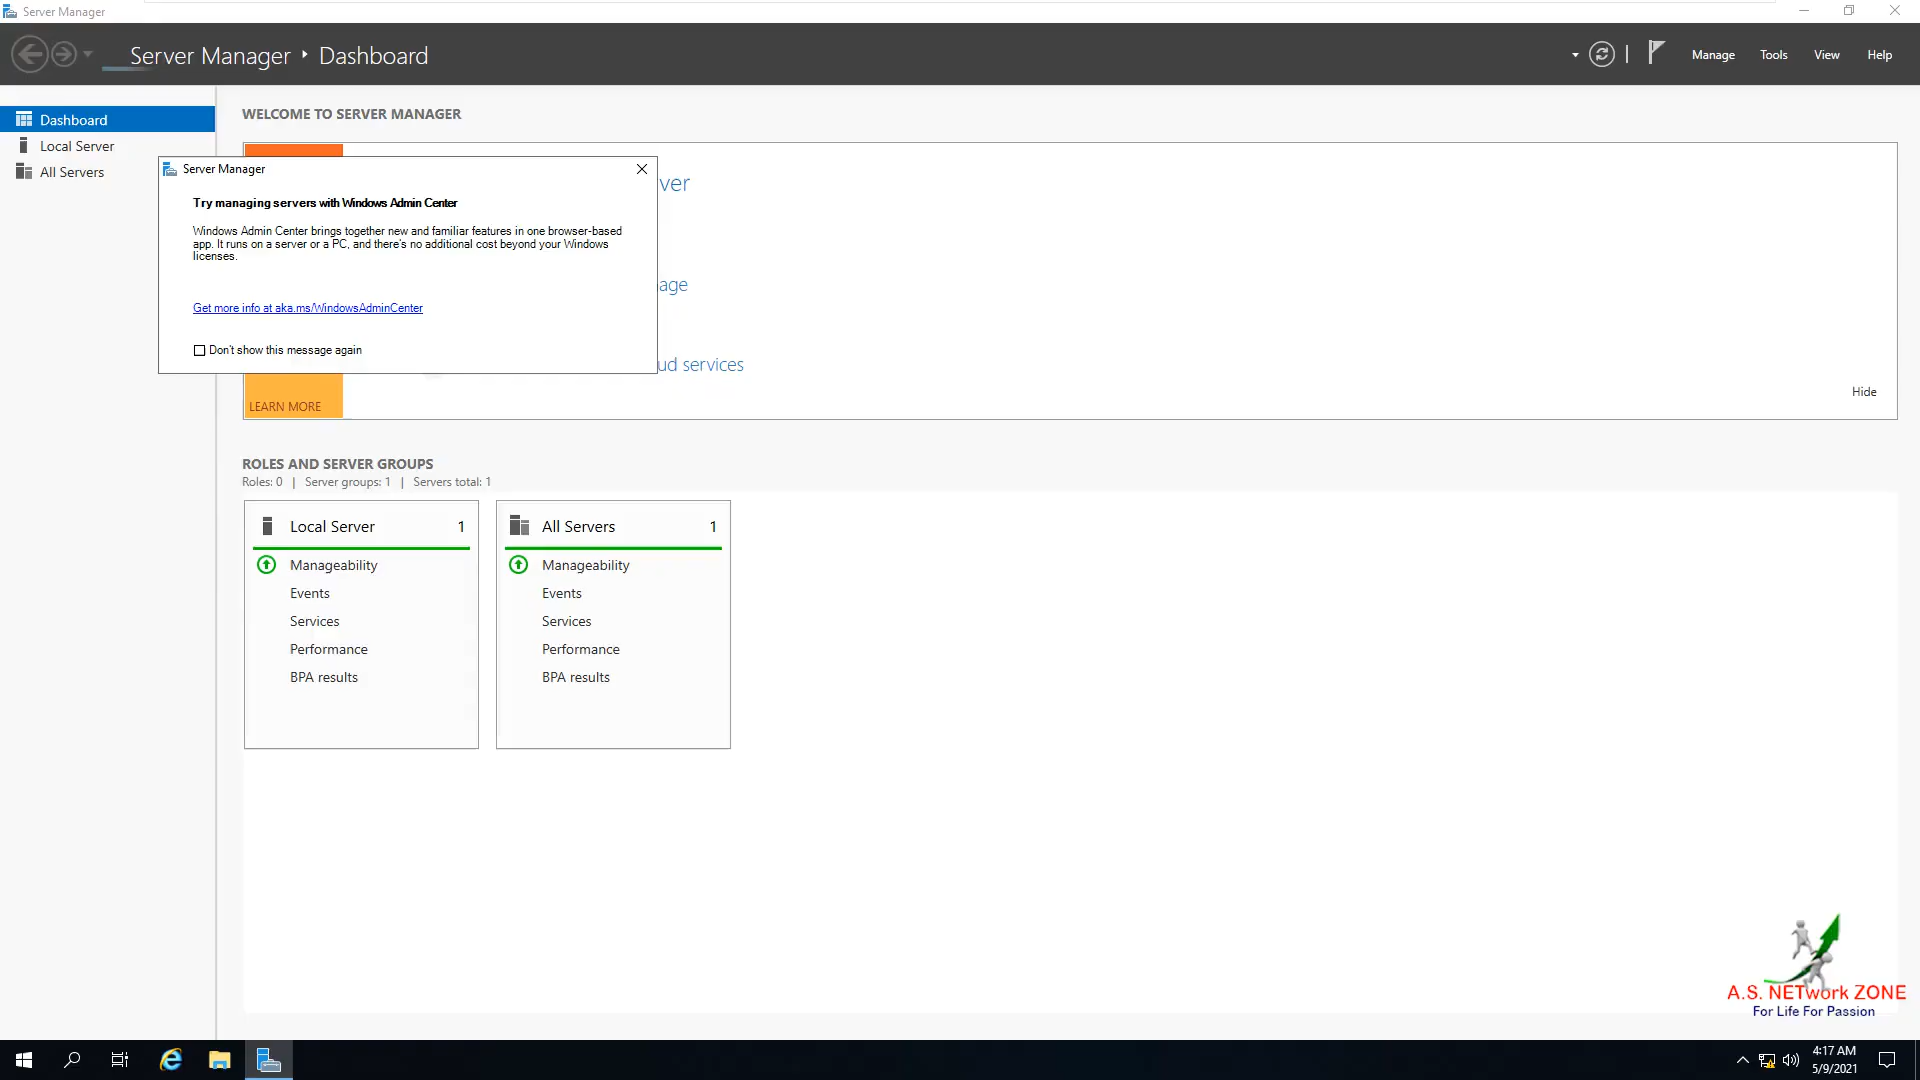 Server Manager
Server Manager ‣ Dashboard
Manage Tools View Help
Dashboard
Local Server
All Servers
WELCOME TO SERVER MANAGER
Server Manager
Try managing servers with Windows Admin Center
Windows Admin Center brings together new and familiar features in one browser-based
app. It runs on a server or a PC, and there's no additional cost beyond your Windows
licenses.
Get more info at aka.ms/WindowsAdminCenter
Don't show this message again
ver
age
ud services
LEARN MORE
Hide
ROLES AND SERVER GROUPS
Roles: 0 | Server groups: 1 | Servers total: 1
Local Server 1
Manageability
Events
Services
Performance
BPA results
All Servers 1
Manageability
Events
Services
Performance
BPA results
A.S. NETwork ZONE
For Life For Passion
4:17 AM
5/9/2021